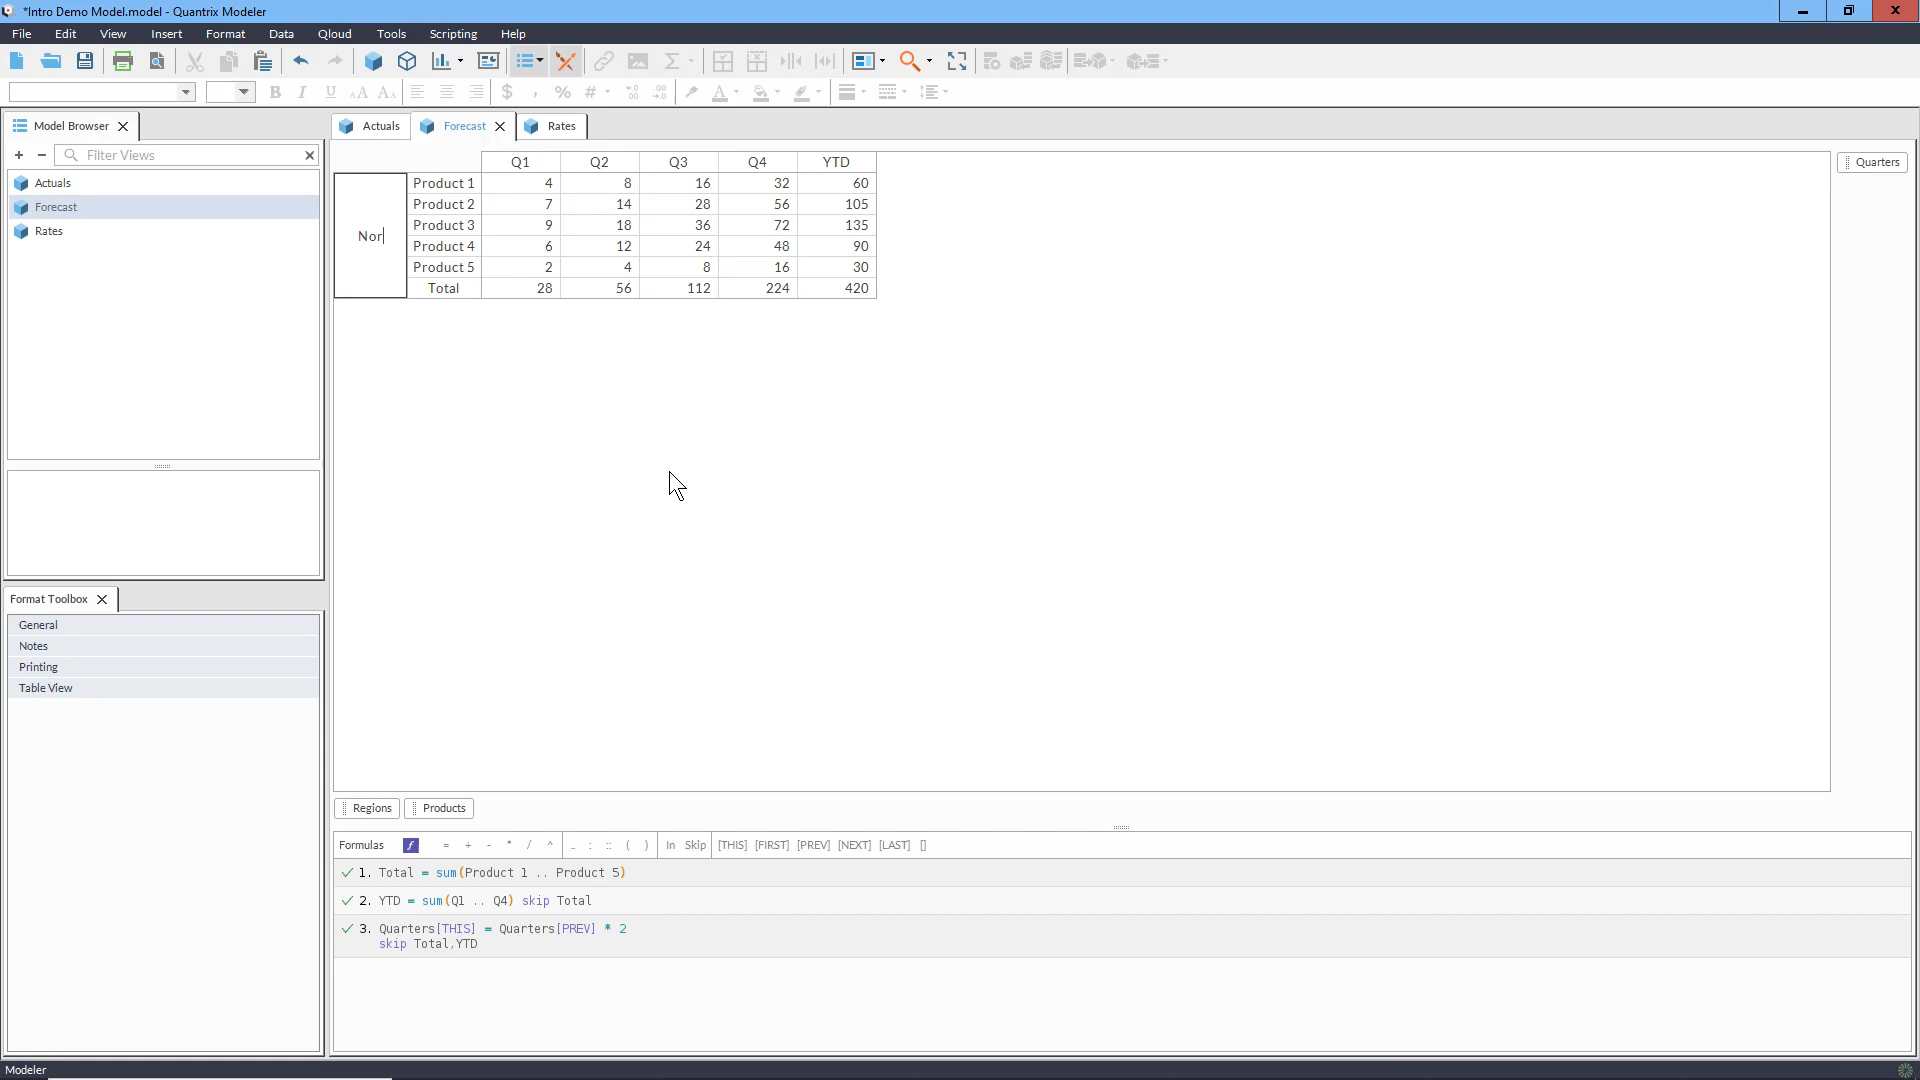 *Intro Demo Model.model - Quantrix Modeler
File Edit View Insert Format Data Qloud Tools Scripting Help
Model Browser
Filter Views
Actuals
Forecast
Rates
Format Toolbox
General
Notes
Printing
Table View
Actuals Forecast Rates
Q1 Q2 Q3 Q4 YTD
Nor
Product 1 4 8 16 32 60
Product 2 7 14 28 56 105
Product 3 9 18 36 72 135
Product 4 6 12 24 48 90
Product 5 2 4 8 16 30
Total 28 56 112 224 420
Quarters
Regions Products
Formulas f = + - * / ^ .. : :: ( ) In Skip [THIS] [FIRST] [PREV] [NEXT] [LAST] []
1. Total = sum(Product 1 .. Product 5)
2. YTD = sum(Q1 .. Q4) skip Total
3. Quarters[THIS] = Quarters[PREV] * 2
skip Total,YTD
Modeler